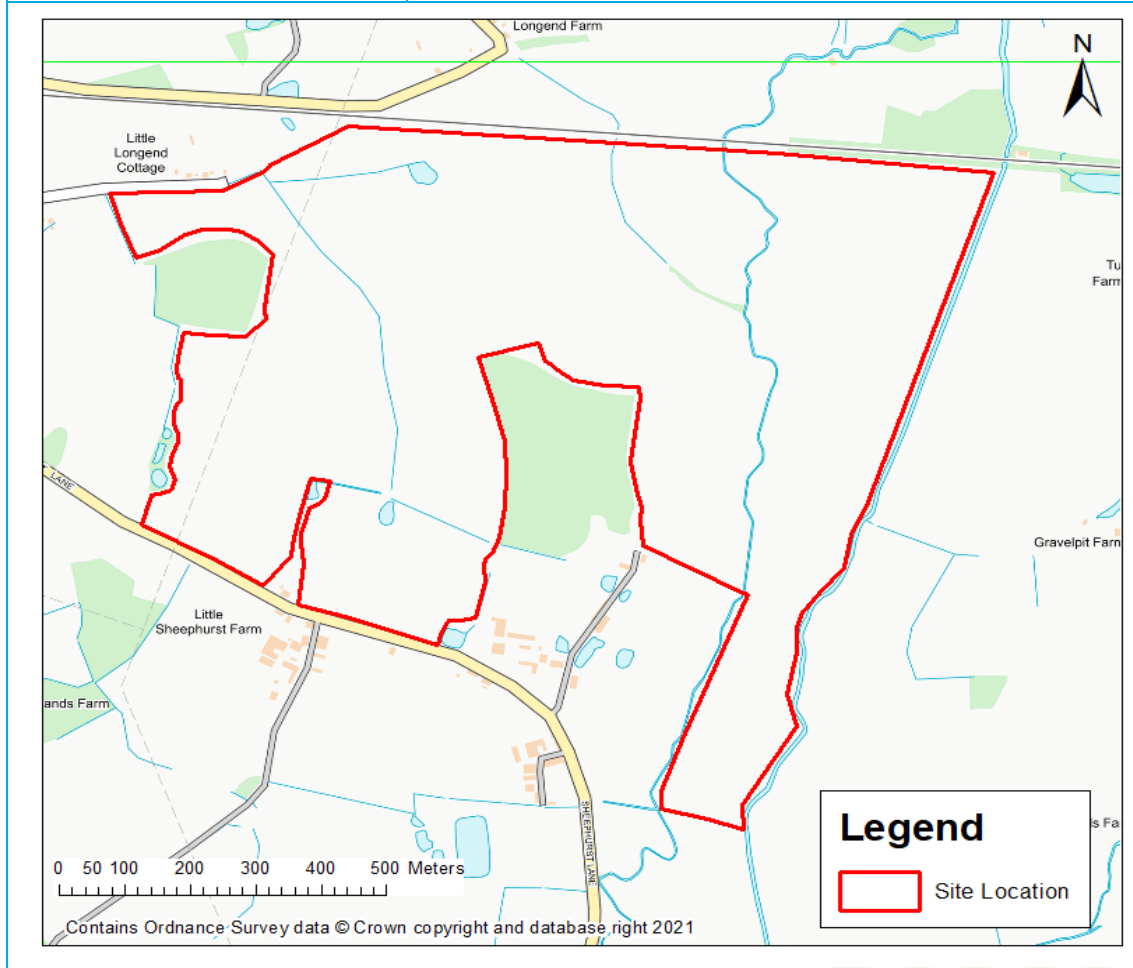 Longend Farm
N
Little
Longend
Cottage
Farm
LANE
Gravelpit Farm
Little
Sheephurst Farm
ands Farm
SHEEPHURST LANE
Legend
Site Location
0 50 100 200 300 400 500 Meters
Contains Ordnance Survey data © Crown copyright and database right 2021